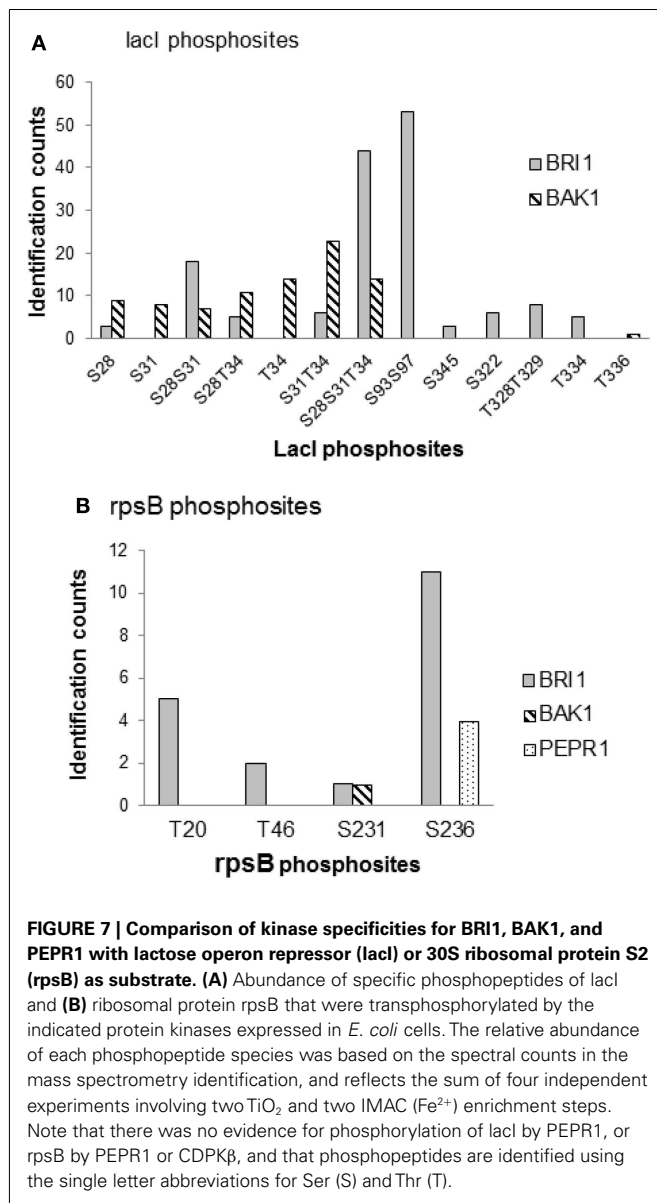 A lacI phosphosites
Identification counts
60
50
40
30
20
10
0
BRI1
BAK1
S28
S31
S28S31
S28T34
T34
S31T34
S28S31T34
S93S97
S345
S322
T328T329
T334
T336
LacI phosphosites
B rpsB phosphosites
Identification counts
12
10
8
6
4
2
0
BRI1
BAK1
PEPR1
T20
T46
S231
S236
rpsB phosphosites
FIGURE 7 | Comparison of kinase specificities for BRI1, BAK1, and
PEPR1 with lactose operon repressor (lacI) or 30S ribosomal protein S2
(rpsB) as substrate. (A) Abundance of specific phosphopeptides of lacI
and (B) ribosomal protein rpsB that were transphosphorylated by the
indicated protein kinases expressed in E. coli cells. The relative abundance
of each phosphopeptide species was based on the spectral counts in the
mass spectrometry identification, and reflects the sum of four independent
experiments involving two TiO₂ and two IMAC (Fe²⁺) enrichment steps.
Note that there was no evidence for phosphorylation of lacI by PEPR1, or
rpsB by PEPR1 or CDPKβ, and that phosphopeptides are identified using
the single letter abbreviations for Ser (S) and Thr (T).